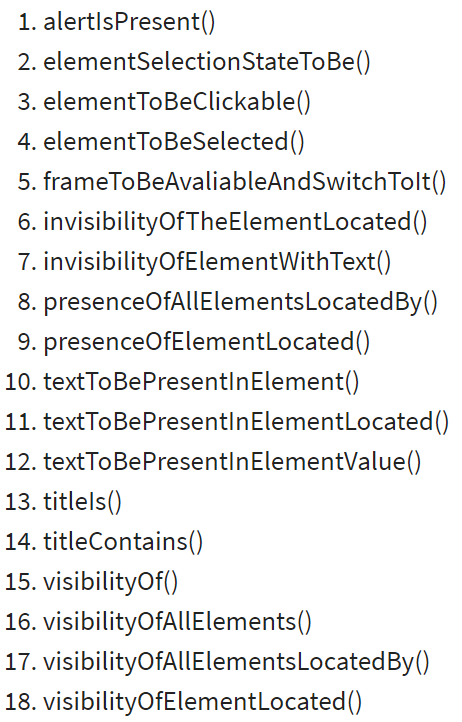 1. alertIsPresent()
2. elementSelectionStateToBe()
3. elementToBeClickable()
4. elementToBeSelected()
5. frameToBeAvaliableAndSwitchToIt()
6. invisibilityOfTheElementLocated()
7. invisibilityOfElementWithText()
8. presenceOfAllElementsLocatedBy()
9. presenceOfElementLocated()
10. textToBePresentInElement()
11. textToBePresentInElementLocated()
12. textToBePresentInElementValue()
13. titleIs()
14. titleContains()
15. visibilityOf()
16. visibilityOfAllElements()
17. visibilityOfAllElementsLocatedBy()
18. visibilityOfElementLocated()